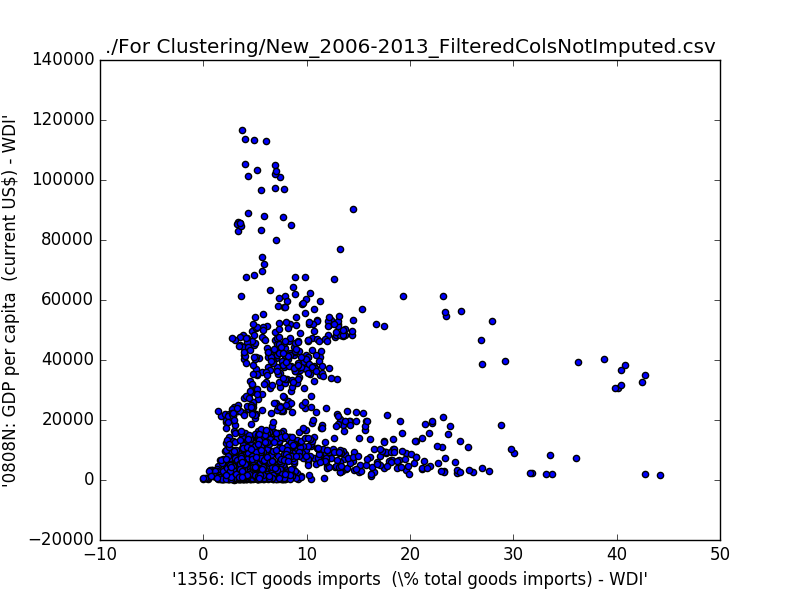 ./For Clustering/New_2006-2013_FilteredColsNotImputed.csv
'0808N: GDP per capita  (current US$) - WDI'
140000
120000
100000
80000
60000
40000
20000
0
−20000
−10 0 10 20 30 40 50
'1356: ICT goods imports  (\% total goods imports) - WDI'